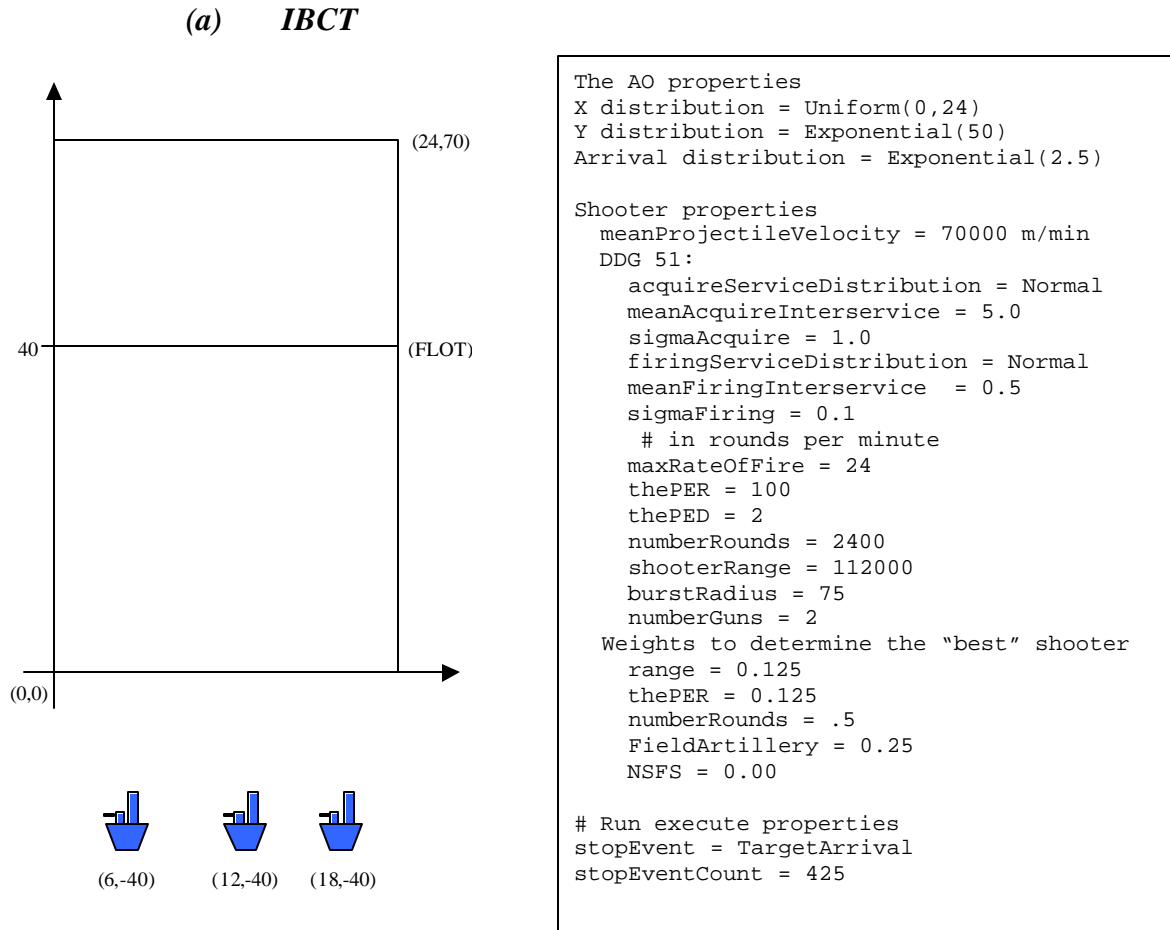 (a) IBCT
(24,70)
40
(FLOT)
(0,0)
(6,-40) (12,-40) (18,-40)
The AO properties
X distribution = Uniform(0,24)
Y distribution = Exponential(50)
Arrival distribution = Exponential(2.5)
Shooter properties
meanProjectileVelocity = 70000 m/min
DDG 51:
acquireServiceDistribution = Normal
meanAcquireInterservice = 5.0
sigmaAcquire = 1.0
firingServiceDistribution = Normal
meanFiringInterservice = 0.5
sigmaFiring = 0.1
# in rounds per minute
maxRateOfFire = 24
thePER = 100
thePED = 2
numberRounds = 2400
shooterRange = 112000
burstRadius = 75
numberGuns = 2
Weights to determine the “best” shooter
range = 0.125
thePER = 0.125
numberRounds = .5
FieldArtillery = 0.25
NSFS = 0.00
# Run execute properties
stopEvent = TargetArrival
stopEventCount = 425